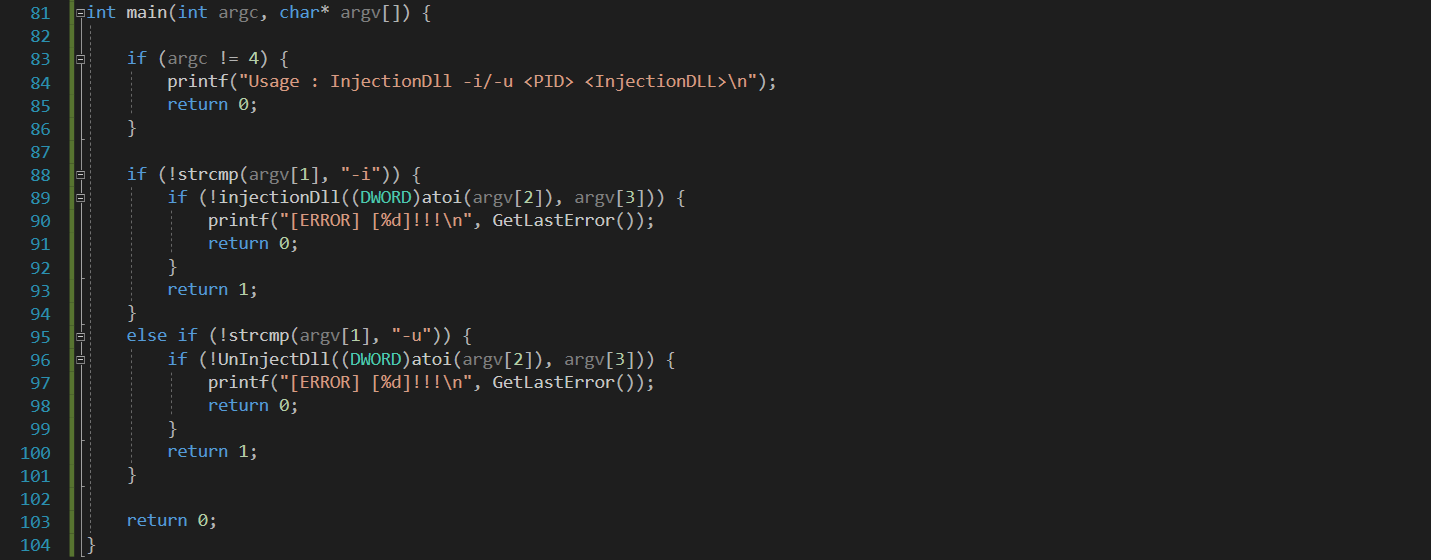 81 int main(int argc, char* argv[]) {
82
83     if (argc != 4) {
84         printf("Usage : InjectionDll -i/-u <PID> <InjectionDLL>\n");
85         return 0;
86     }
87
88     if (!strcmp(argv[1], "-i")) {
89         if (!injectionDll((DWORD)atoi(argv[2]), argv[3])) {
90             printf("[ERROR] [%d]!!!\n", GetLastError());
91             return 0;
92         }
93         return 1;
94     }
95     else if (!strcmp(argv[1], "-u")) {
96         if (!UnInjectDll((DWORD)atoi(argv[2]), argv[3])) {
97             printf("[ERROR] [%d]!!!\n", GetLastError());
98             return 0;
99         }
100         return 1;
101     }
102
103     return 0;
104 }